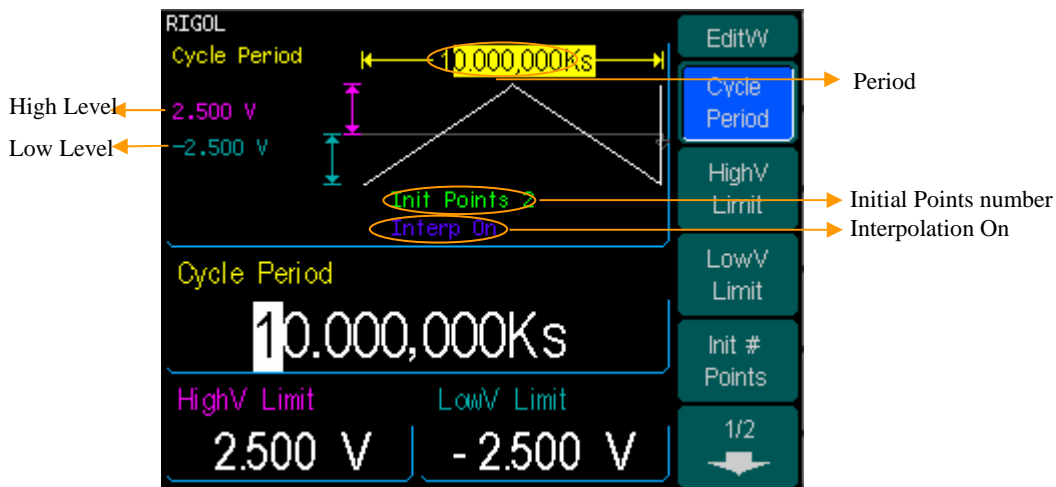 RIGOL
Cycle Period
10.000,000Ks
2.500 V
-2.500 V
Init Points 2
Interp On
High Level
Low Level
Period
Initial Points number
Interpolation On
Cycle Period
10.000,000Ks
HighV Limit
LowV Limit
2.500 V
- 2.500 V
EditW
Cycle
Period
HighV
Limit
LowV
Limit
Init #
Points
1/2